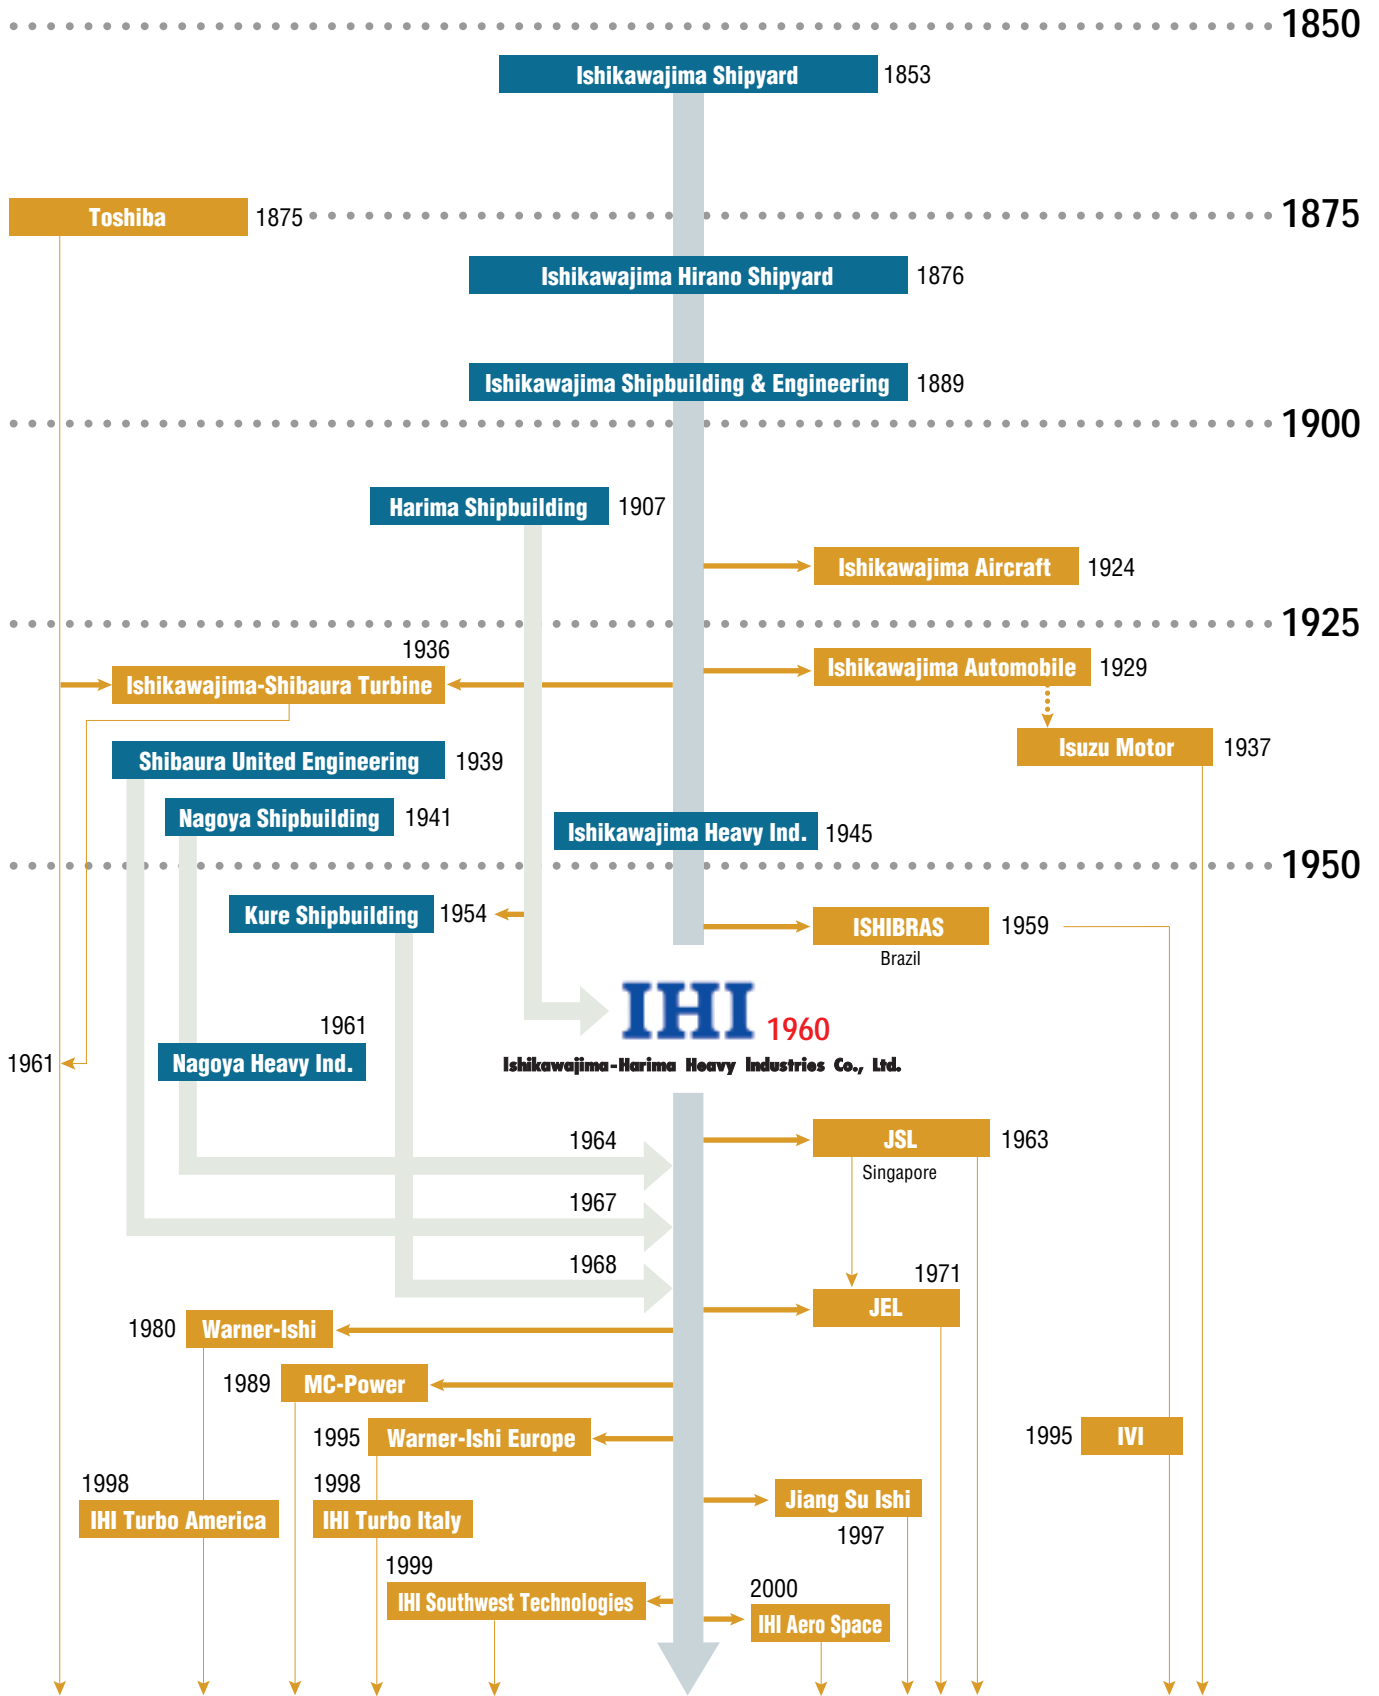 1850
Ishikawajima Shipyard 1853
Toshiba 1875 1875
Ishikawajima Hirano Shipyard 1876
Ishikawajima Shipbuilding & Engineering 1889
1900
Harima Shipbuilding 1907
Ishikawajima Aircraft 1924
1925
1936
Ishikawajima-Shibaura Turbine
Ishikawajima Automobile 1929
Isuzu Motor 1937
Shibaura United Engineering 1939
Nagoya Shipbuilding 1941
Ishikawajima Heavy Ind. 1945
1950
Kure Shipbuilding 1954
ISHIBRAS 1959
Brazil
IHI 1960
Ishikawajima-Harima Heavy Industries Co., Ltd.
1961
1961
Nagoya Heavy Ind.
1964
JSL 1963
Singapore
1967
1968
1971
JEL
1980 Warner-Ishi
1989 MC-Power
1995 Warner-Ishi Europe
1995 IVI
1998
IHI Turbo America
1998
IHI Turbo Italy
Jiang Su Ishi
1997
1999
IHI Southwest Technologies
2000
IHI Aero Space